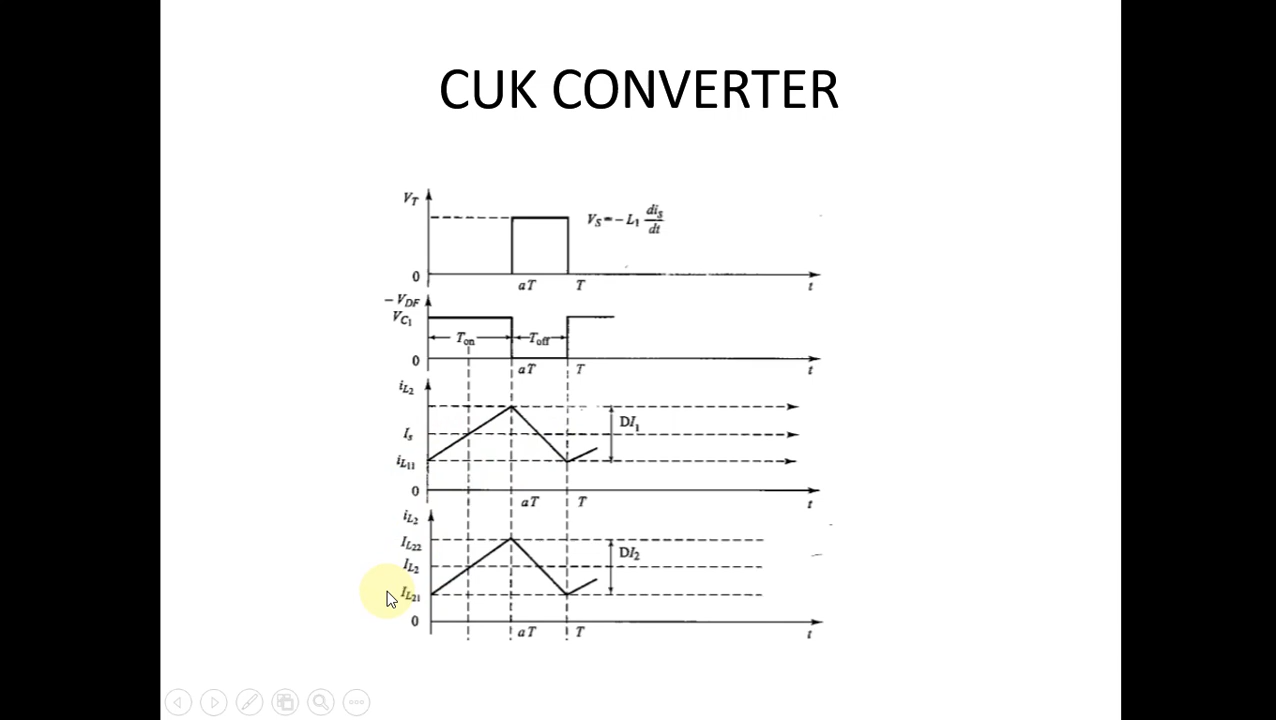 CUK CONVERTER
V_T
V_S = - L_1 di_s/dt
0
aT T t
-V_DF
V_C1
T_on T_off
0
aT T t
i_L2
DI_1
I_s
i_L11
0
aT T t
i_L2
I_L22
DI_2
I_L2
I_L21
0
aT T t